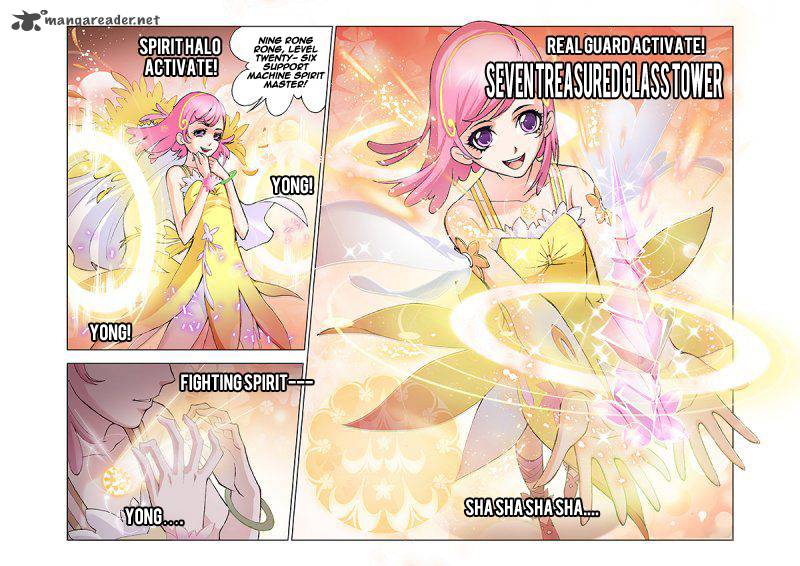 mangareader.net
SPIRIT HALO
ACTIVATE!
NING RONG
RONG, LEVEL
TWENTY- SIX
SUPPORT
MACHINE SPIRIT
MASTER!
YONG!
YONG!
FIGHTING SPIRIT---
YONG....
REAL GUARD ACTIVATE!
SEVEN TREASURED GLASS TOWER
SHA SHA SHA SHA....